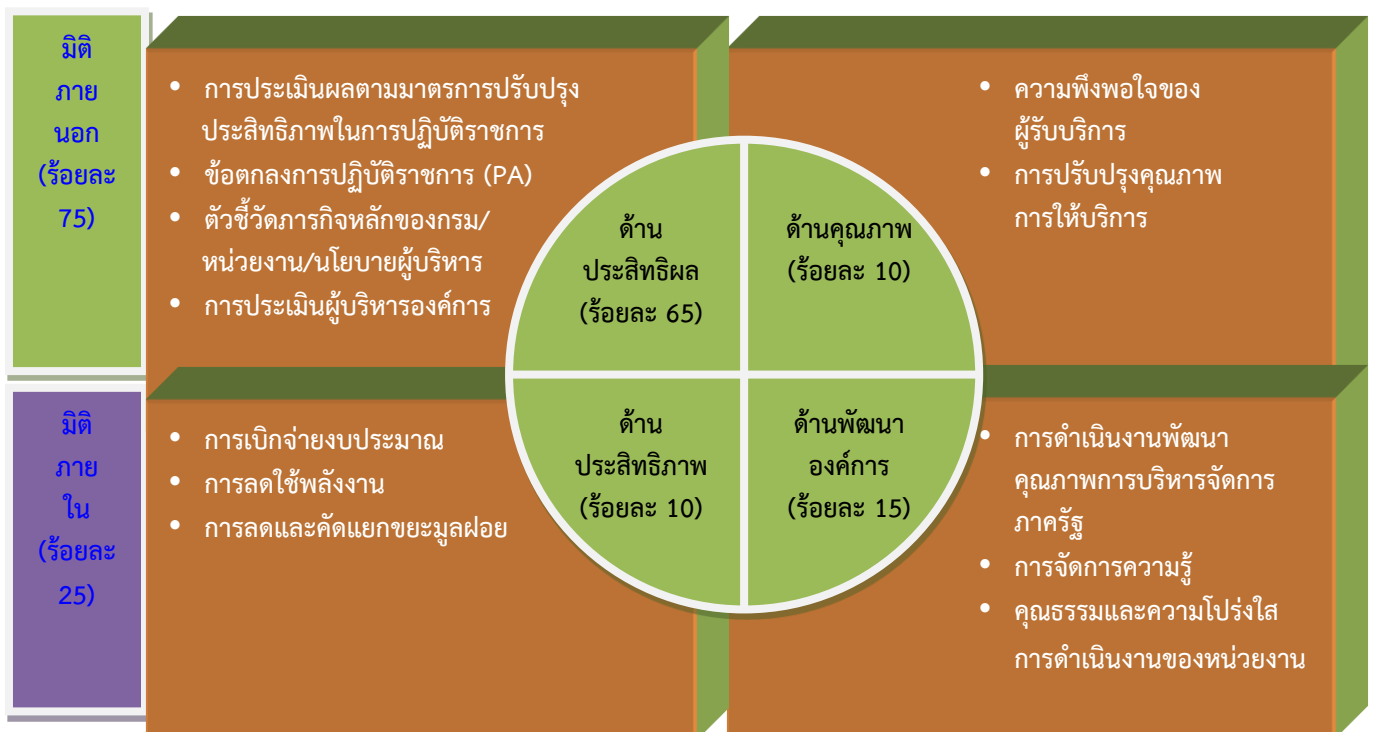 มิติ
ภาย
นอก
(ร้อยละ
75)
• การประเมินผลตามมาตรการปรับปรุง
ประสิทธิภาพในการปฏิบัติราชการ
• ข้อตกลงการปฏิบัติราชการ (PA)
• ตัวชี้วัดภารกิจหลักของกรม/
หน่วยงาน/นโยบายผู้บริหาร
• การประเมินผู้บริหารองค์การ
• ความพึงพอใจของ
ผู้รับบริการ
• การปรับปรุงคุณภาพ
การให้บริการ
ด้าน
ประสิทธิผล
(ร้อยละ 65)
ด้านคุณภาพ
(ร้อยละ 10)
มิติ
ภาย
ใน
(ร้อยละ
25)
• การเบิกจ่ายงบประมาณ
• การลดใช้พลังงาน
• การลดและคัดแยกขยะมูลฝอย
ด้าน
ประสิทธิภาพ
(ร้อยละ 10)
ด้านพัฒนา
องค์การ
(ร้อยละ 15)
• การดำเนินงานพัฒนา
คุณภาพการบริหารจัดการ
ภาครัฐ
• การจัดการความรู้
• คุณธรรมและความโปร่งใส
การดำเนินงานของหน่วยงาน